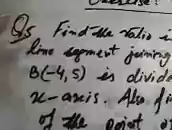 Exercise:
Q5 Find the ratio i
line segment joining
B(-4,5) is divide
x-axis. Also fi
of the point of